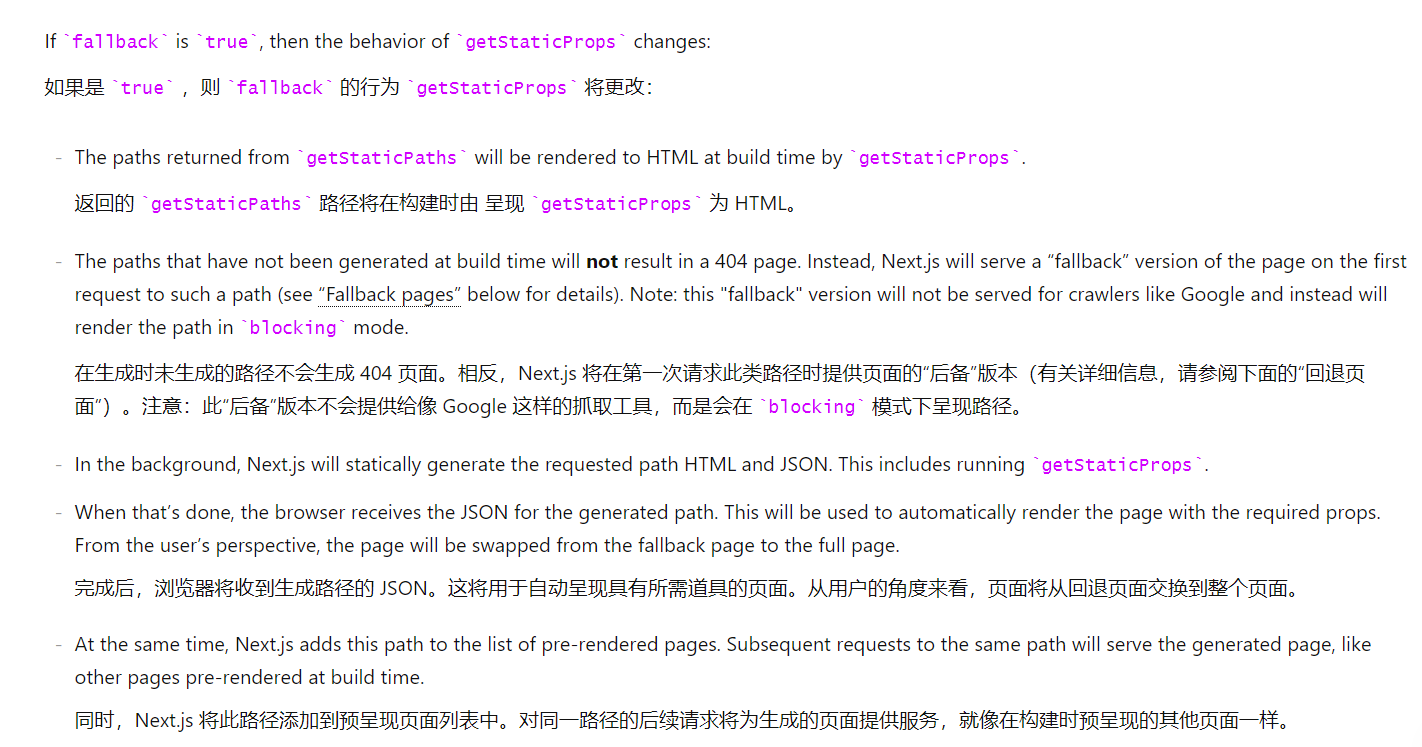 If `fallback` is `true`, then the behavior of `getStaticProps` changes:
如果是 `true` ，则 `fallback` 的行为 `getStaticProps` 将更改：
- The paths returned from `getStaticPaths` will be rendered to HTML at build time by `getStaticProps`.
返回的 `getStaticPaths` 路径将在构建时由 呈现 `getStaticProps` 为 HTML。
- The paths that have not been generated at build time will not result in a 404 page. Instead, Next.js will serve a “fallback” version of the page on the first
request to such a path (see “Fallback pages” below for details). Note: this "fallback" version will not be served for crawlers like Google and instead will
render the path in `blocking` mode.
在生成时未生成的路径不会生成 404 页面。相反，Next.js 将在第一次请求此类路径时提供页面的“后备”版本（有关详细信息，请参阅下面的“回退页
面”）。注意：此“后备”版本不会提供给像 Google 这样的抓取工具，而是会在 `blocking` 模式下呈现路径。
- In the background, Next.js will statically generate the requested path HTML and JSON. This includes running `getStaticProps`.
- When that’s done, the browser receives the JSON for the generated path. This will be used to automatically render the page with the required props.
From the user’s perspective, the page will be swapped from the fallback page to the full page.
完成后，浏览器将收到生成路径的 JSON。这将用于自动呈现具有所需道具的页面。从用户的角度来看，页面将从回退页面交换到整个页面。
- At the same time, Next.js adds this path to the list of pre-rendered pages. Subsequent requests to the same path will serve the generated page, like
other pages pre-rendered at build time.
同时，Next.js 将此路径添加到预呈现页面列表中。对同一路径的后续请求将为生成的页面提供服务，就像在构建时预呈现的其他页面一样。